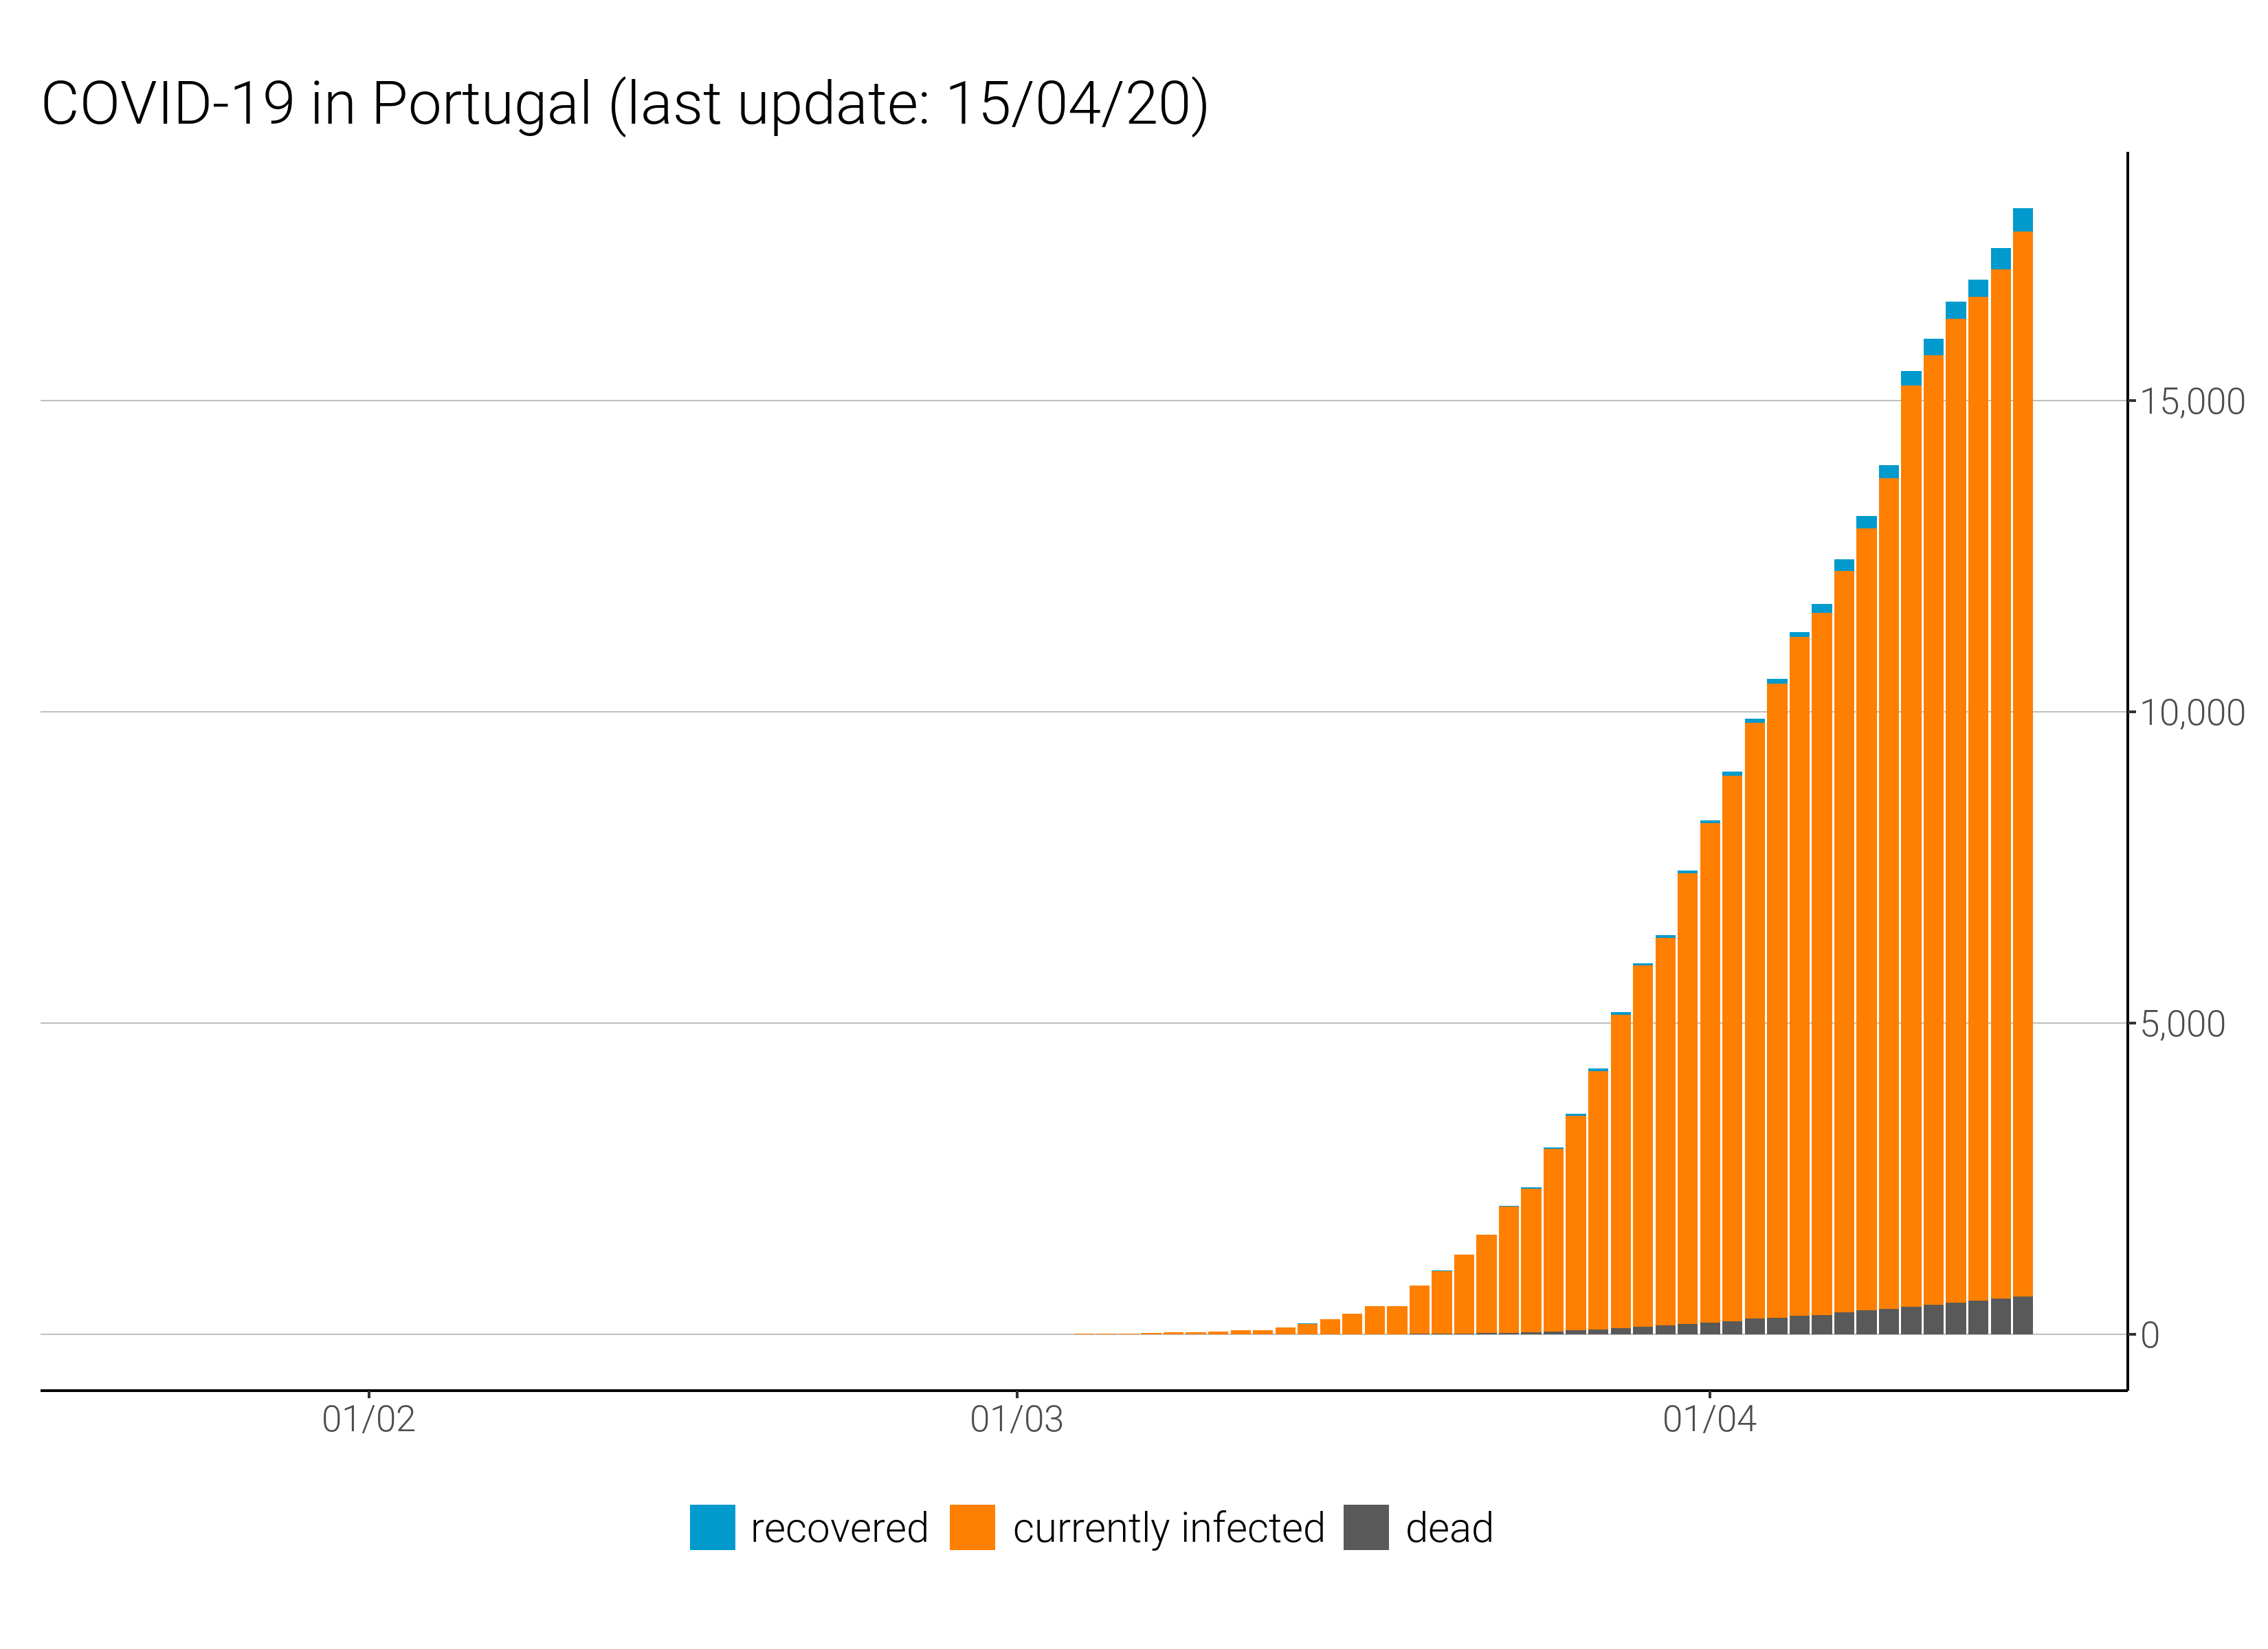 COVID-19 in Portugal (last update: 15/04/20)
15,000
10,000
5,000
0
01/02 01/03 01/04
recovered currently infected dead